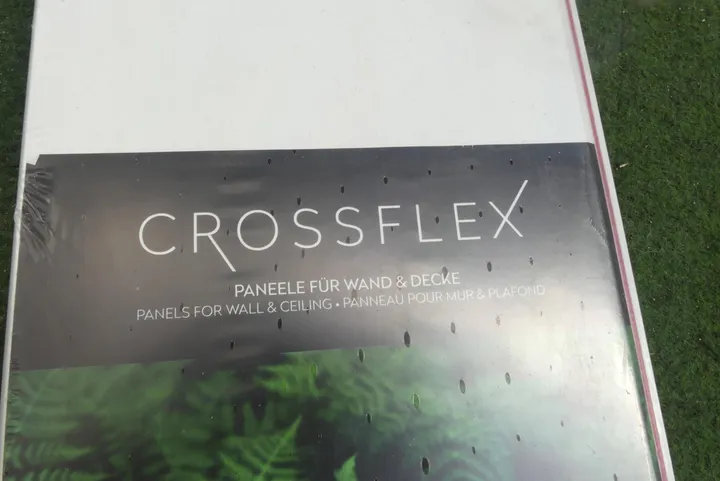 CROSSFLEX
PANEELE FÜR WAND & DECKE
PANELS FOR WALL & CEILING • PANNEAU POUR MUR & PLAFOND